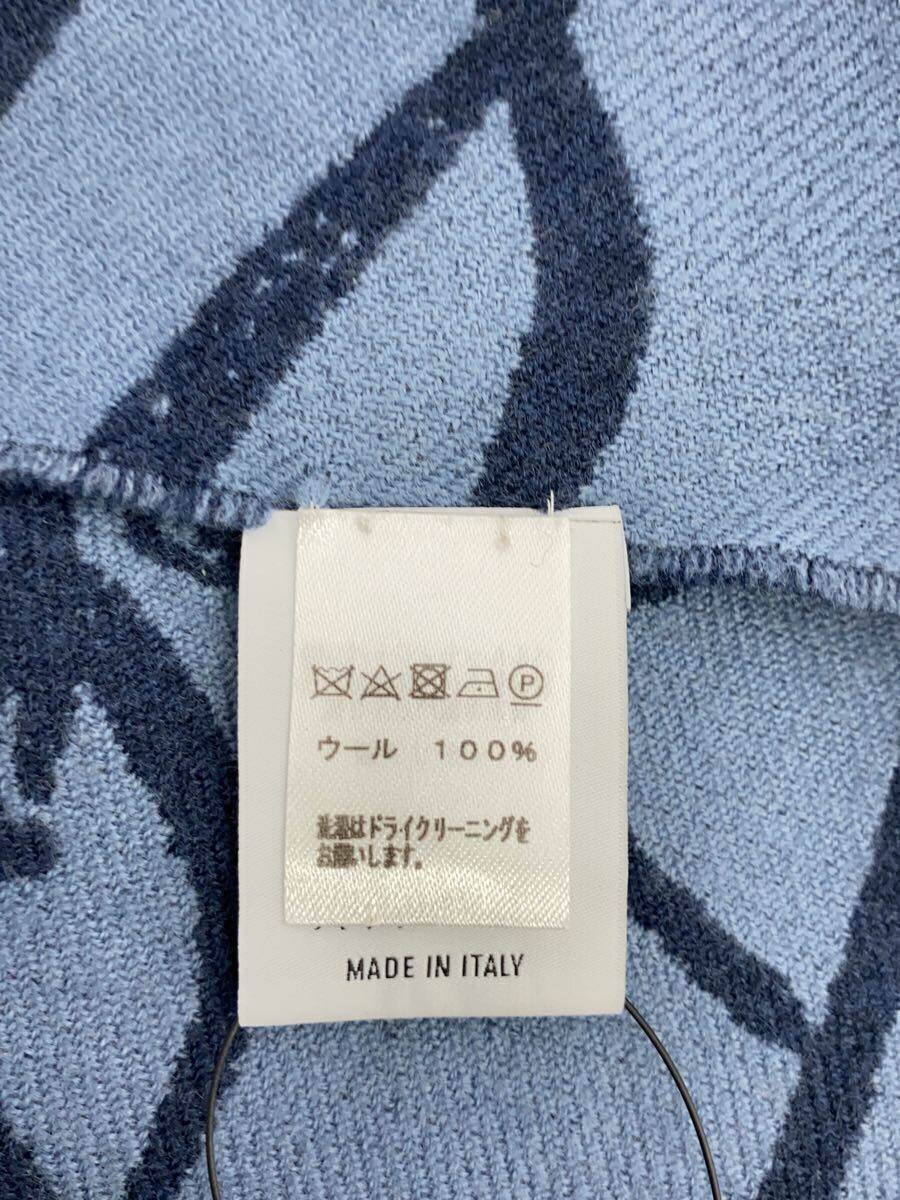 P
ウール 100%
洗濯はドライクリーニングを
お願いします。
MADE IN ITALY